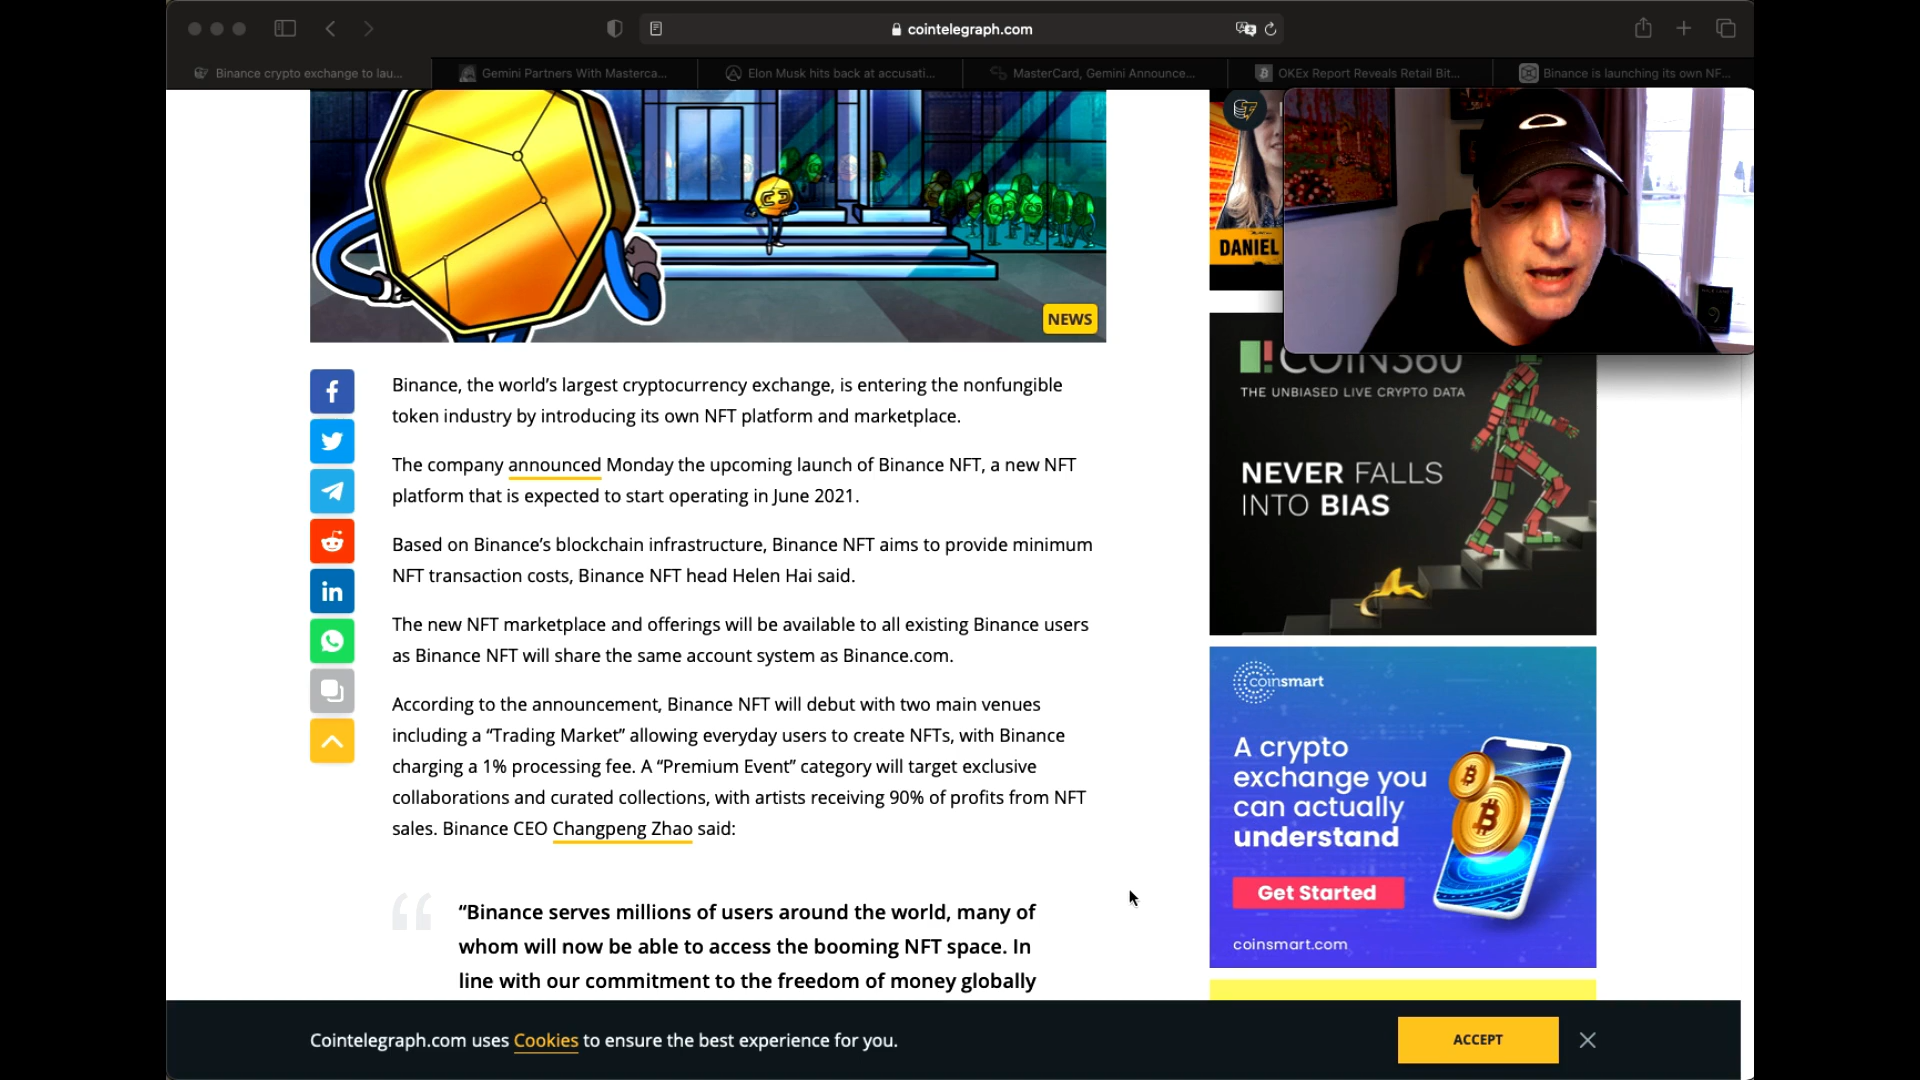 cointelegraph.com
Binance crypto exchange to lau...
Gemini Partners With Masterca...
Elon Musk hits back at accusati...
MasterCard, Gemini Announce...
OKEx Report Reveals Retail Bit...
Binance is launching its own NF...
NEWS
DANIEL
Binance, the world’s largest cryptocurrency exchange, is entering the nonfungible
token industry by introducing its own NFT platform and marketplace.
The company announced Monday the upcoming launch of Binance NFT, a new NFT
platform that is expected to start operating in June 2021.
Based on Binance’s blockchain infrastructure, Binance NFT aims to provide minimum
NFT transaction costs, Binance NFT head Helen Hai said.
The new NFT marketplace and offerings will be available to all existing Binance users
as Binance NFT will share the same account system as Binance.com.
According to the announcement, Binance NFT will debut with two main venues
including a “Trading Market” allowing everyday users to create NFTs, with Binance
charging a 1% processing fee. A “Premium Event” category will target exclusive
collaborations and curated collections, with artists receiving 90% of profits from NFT
sales. Binance CEO Changpeng Zhao said:
“Binance serves millions of users around the world, many of
whom will now be able to access the booming NFT space. In
line with our commitment to the freedom of money globally
COIN360
THE UNBIASED LIVE CRYPTO DATA
NEVER FALLS
INTO BIAS
coinsmart
A crypto
exchange you
can actually
understand
Get Started
coinsmart.com
Cointelegraph.com uses Cookies to ensure the best experience for you.
ACCEPT